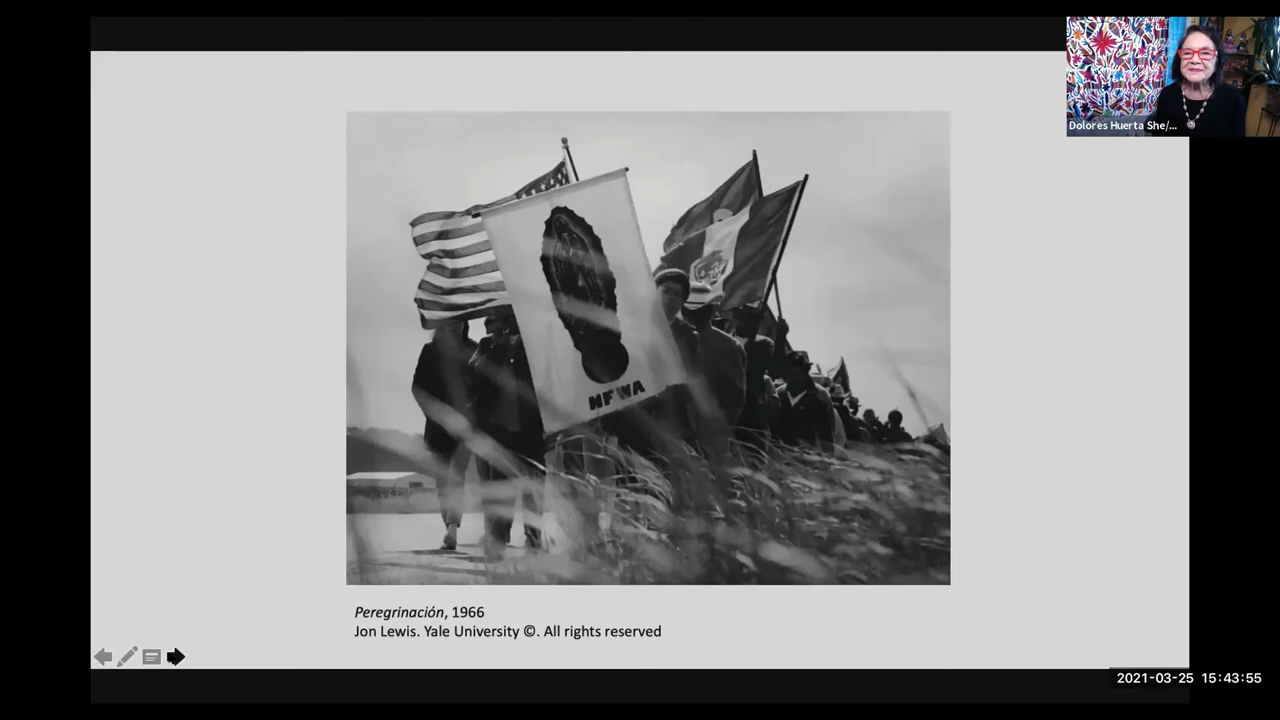 Dolores Huerta She/...
NFWA
Peregrinación, 1966
Jon Lewis. Yale University ©. All rights reserved
2021-03-25 15:43:55